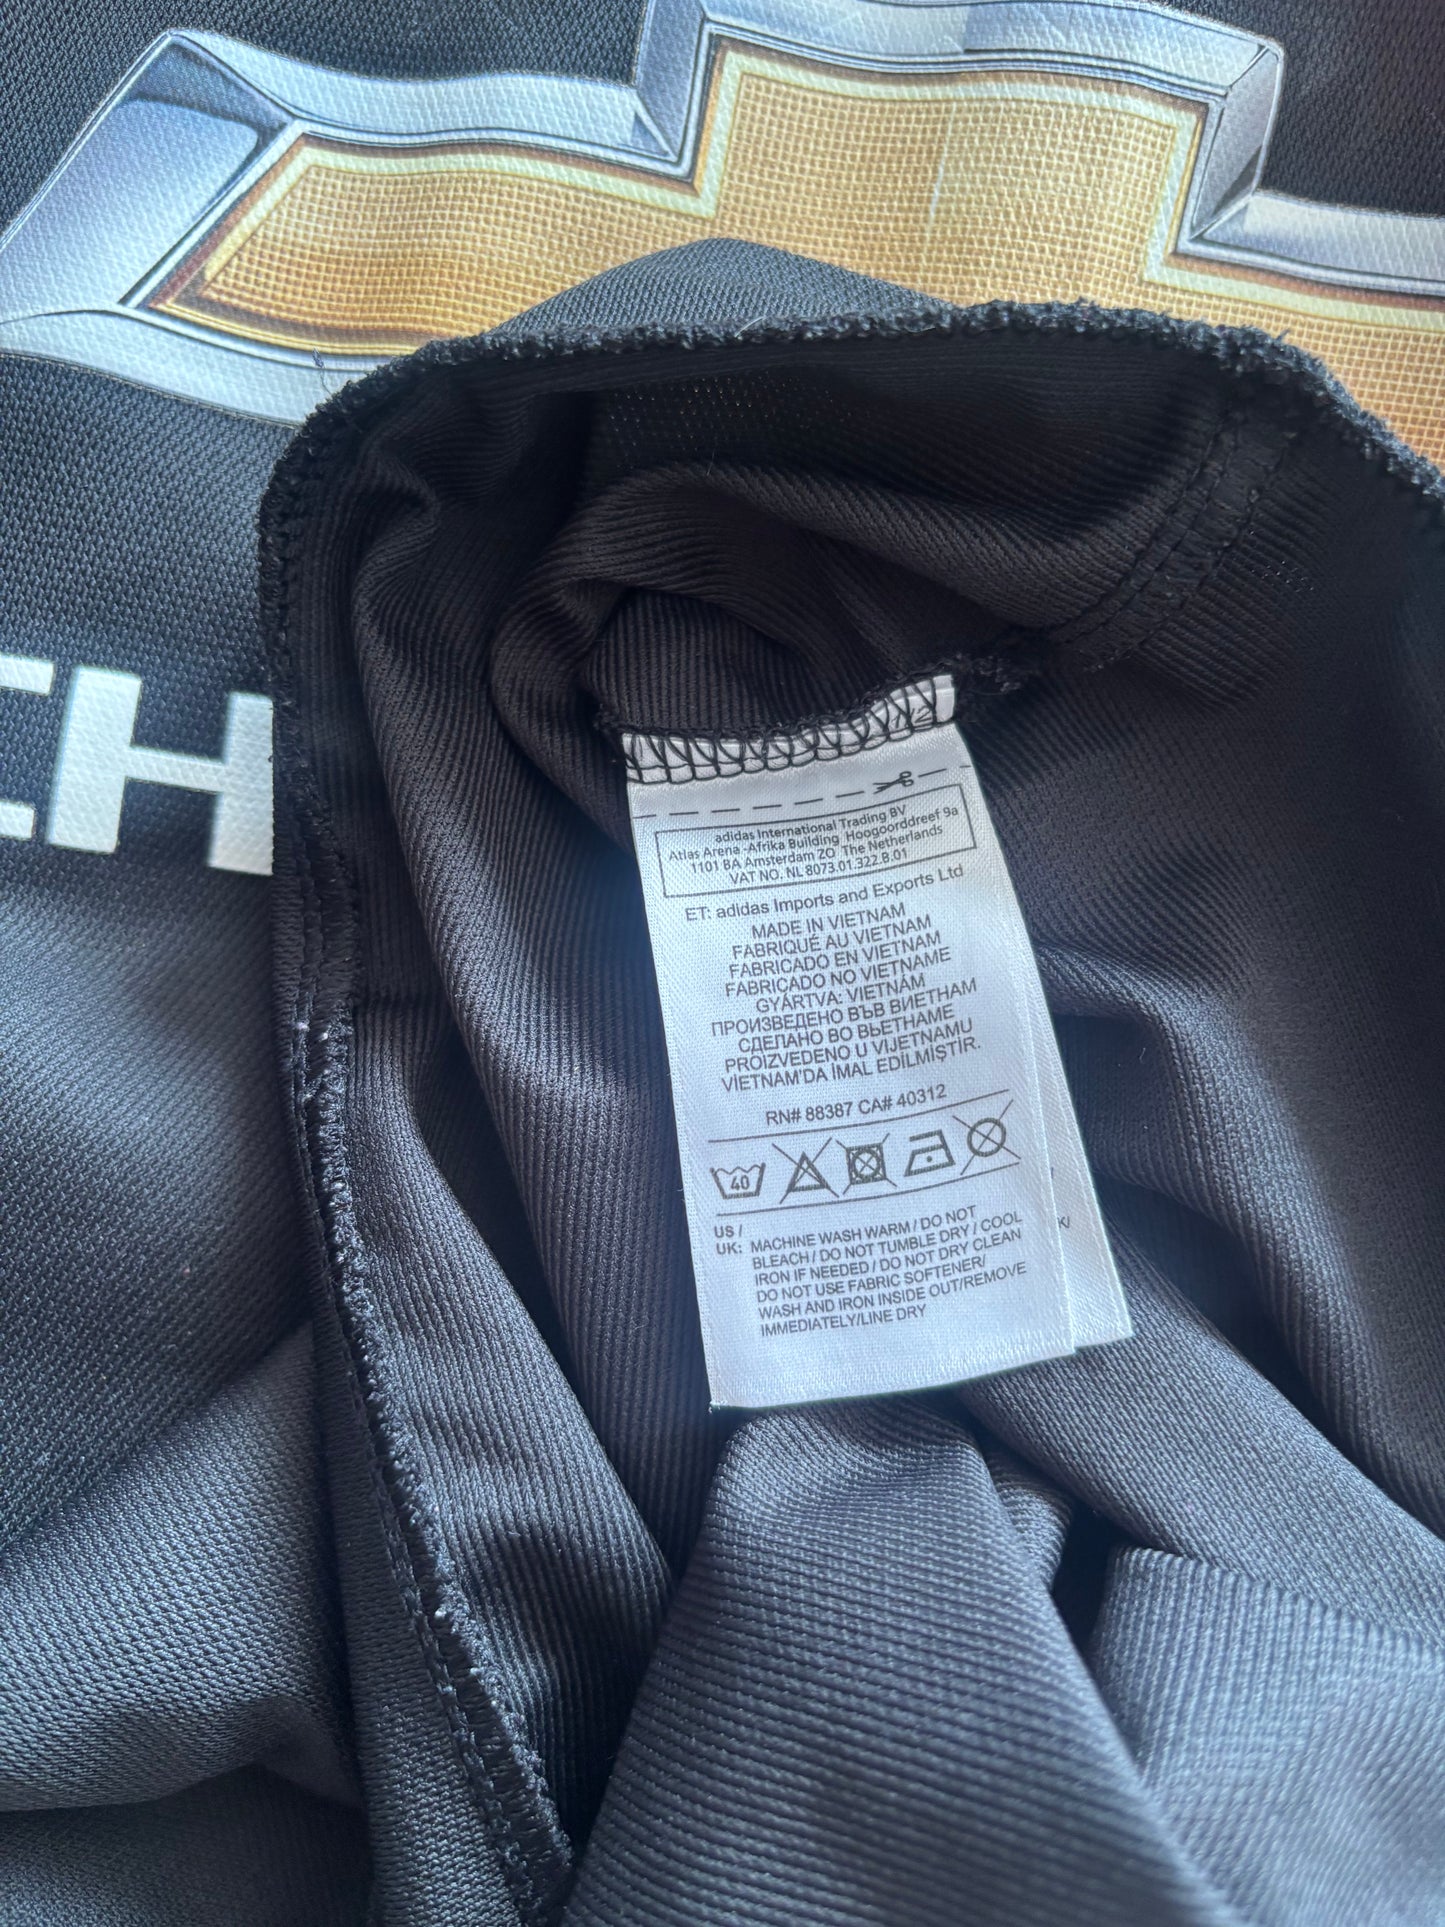 EH
1/2
adidas International Trading BV
Atlas Arena -Afrika Building Hoogoorddreef 9a
1101 BA Amsterdam ZO The Netherlands
VAT NO. NL 8073.01.322.B.01
ET: adidas Imports and Exports Ltd
MADE IN VIETNAM
FABRIQUÉ AU VIETNAM
FABRICADO EN VIETNAM
FABRICADO NO VIETNAME
GYÁRTVA: VIETNÁM
ПРОИЗВЕДЕНО ВЪВ ВИЕТНАМ
СДЕЛАНО ВО ВЬЕТНАМЕ
PROIZVEDENO U VIJETNAMU
VİETNAM'DA İMAL EDİLMİŞTİR.
RN# 88387 CA# 40312
40
US /
UK: MACHINE WASH WARM / DO NOT
BLEACH / DO NOT TUMBLE DRY / COOL
IRON IF NEEDED / DO NOT DRY CLEAN
DO NOT USE FABRIC SOFTENER/
WASH AND IRON INSIDE OUT/REMOVE
IMMEDIATELY/LINE DRY
K/